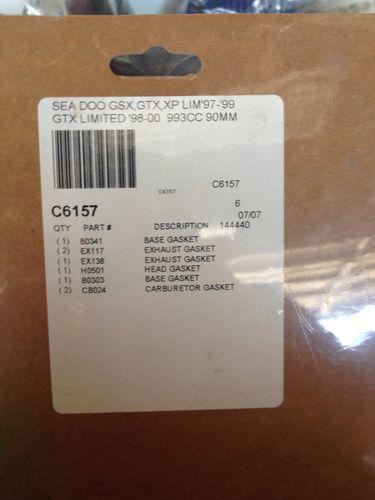 SEA DOO GSX,GTX,XP LIM'97-'99
GTX LIMITED '98-00 993CC 90MM
C6157 C6157
C6157 6
07/07
QTY PART # DESCRIPTION 144440
(1) B0341 BASE GASKET
(2) EX117 EXHAUST GASKET
(1) EX138 EXHAUST GASKET
(1) H0501 HEAD GASKET
(1) B0303 BASE GASKET
(2) CB024 CARBURETOR GASKET